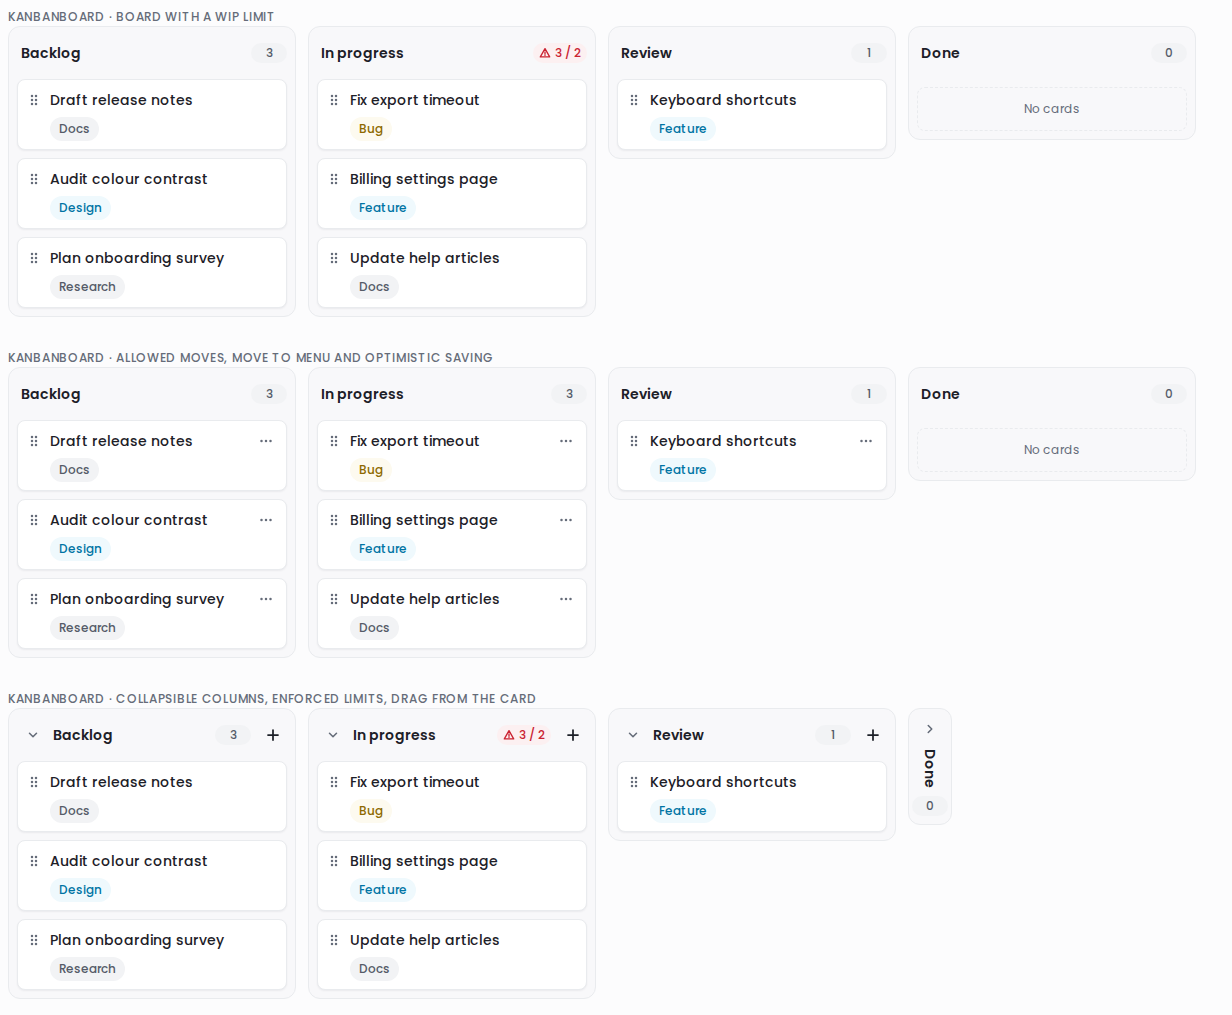 KANBANBOARD · BOARD WITH A WIP LIMIT
Backlog 3
Draft release notes
Docs
Audit colour contrast
Design
Plan onboarding survey
Research
In progress 3 / 2
Fix export timeout
Bug
Billing settings page
Feature
Update help articles
Docs
Review 1
Keyboard shortcuts
Feature
Done 0
No cards
KANBANBOARD · ALLOWED MOVES, MOVE TO MENU AND OPTIMISTIC SAVING
Backlog 3
Draft release notes
Docs
Audit colour contrast
Design
Plan onboarding survey
Research
In progress 3
Fix export timeout
Bug
Billing settings page
Feature
Update help articles
Docs
Review 1
Keyboard shortcuts
Feature
Done 0
No cards
KANBANBOARD · COLLAPSIBLE COLUMNS, ENFORCED LIMITS, DRAG FROM THE CARD
Backlog 3
Draft release notes
Docs
Audit colour contrast
Design
Plan onboarding survey
Research
In progress 3 / 2
Fix export timeout
Bug
Billing settings page
Feature
Update help articles
Docs
Review 1
Keyboard shortcuts
Feature
Done
0